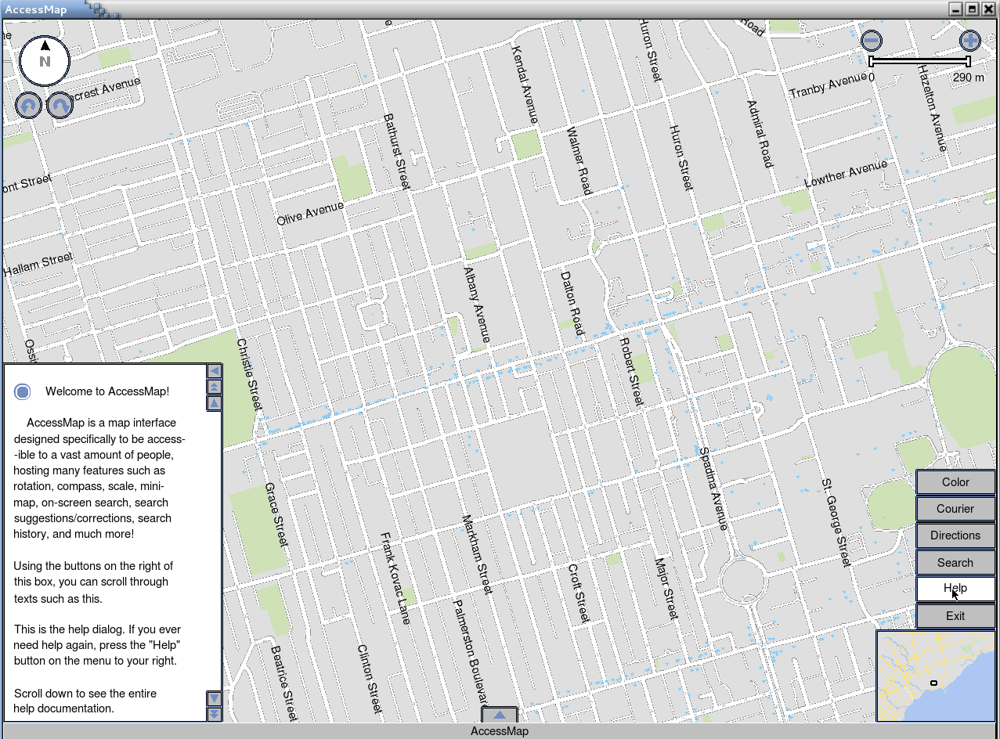 AccessMap
ne
e
Road
N
0
290 m
Kendal Avenue
Huron Street
Tranby Avenue
Hazelton Avenue
crest Avenue
Bathurst Street
Walmer Road
Huron Street
Admiral Road
Lowther Avenue
ont Street
Olive Avenue
Hallam Street
Albany Avenue
Dalton Road
Ossi
Christie Street
Robert Street
Welcome to AccessMap!
AccessMap is a map interface
designed specifically to be access-
-ible to a vast amount of people,
hosting many features such as
rotation, compass, scale, mini-
map, on-screen search, search
suggestions/corrections, search
history, and much more!
Using the buttons on the right of
this box, you can scroll through
texts such as this.
This is the help dialog. If you ever
need help again, press the "Help"
button on the menu to your right.
Scroll down to see the entire
help documentation.
Grace Street
Spadina Avenue
St. George Street
Frank Kovac Lane
Markham Street
Croft Street
Major Street
Palmerston Boulevar
Beatrice Street
Clinton Street
Color
Courier
Directions
Search
Help
Exit
AccessMap